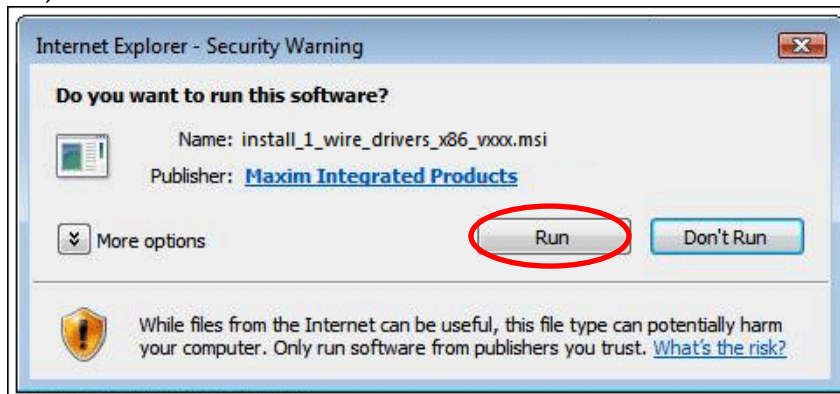 Internet Explorer - Security Warning
Do you want to run this software?
Name: install_1_wire_drivers_x86_vxxx.msi
Publisher: Maxim Integrated Products
More options Run Don't Run
While files from the Internet can be useful, this file type can potentially harm
your computer. Only run software from publishers you trust. What's the risk?